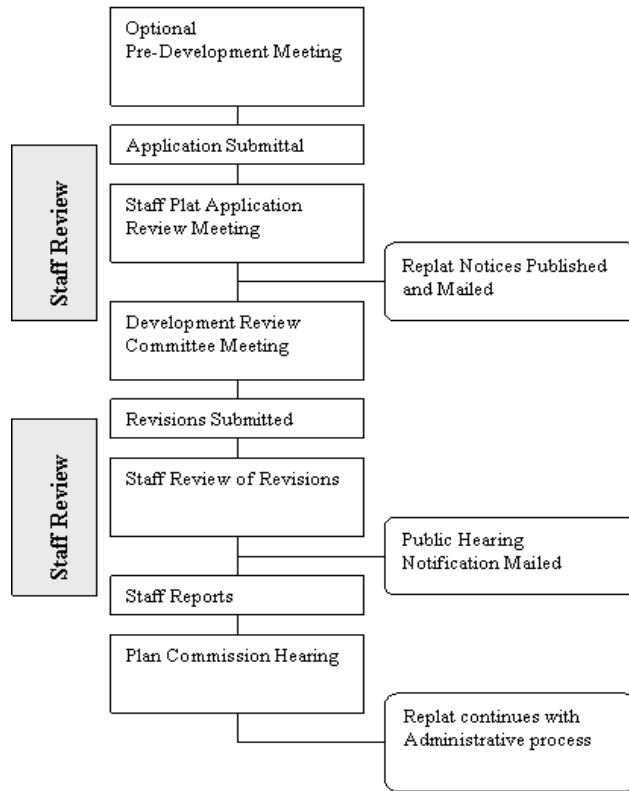 Optional
Pre-Development Meeting
Application Submittal
Staff Review
Staff Plat Application
Review Meeting
Replat Notices Published
and Mailed
Development Review
Committee Meeting
Revisions Submitted
Staff Review
Staff Review of Revisions
Public Hearing
Notification Mailed
Staff Reports
Plan Commission Hearing
Replat continues with
Administrative process